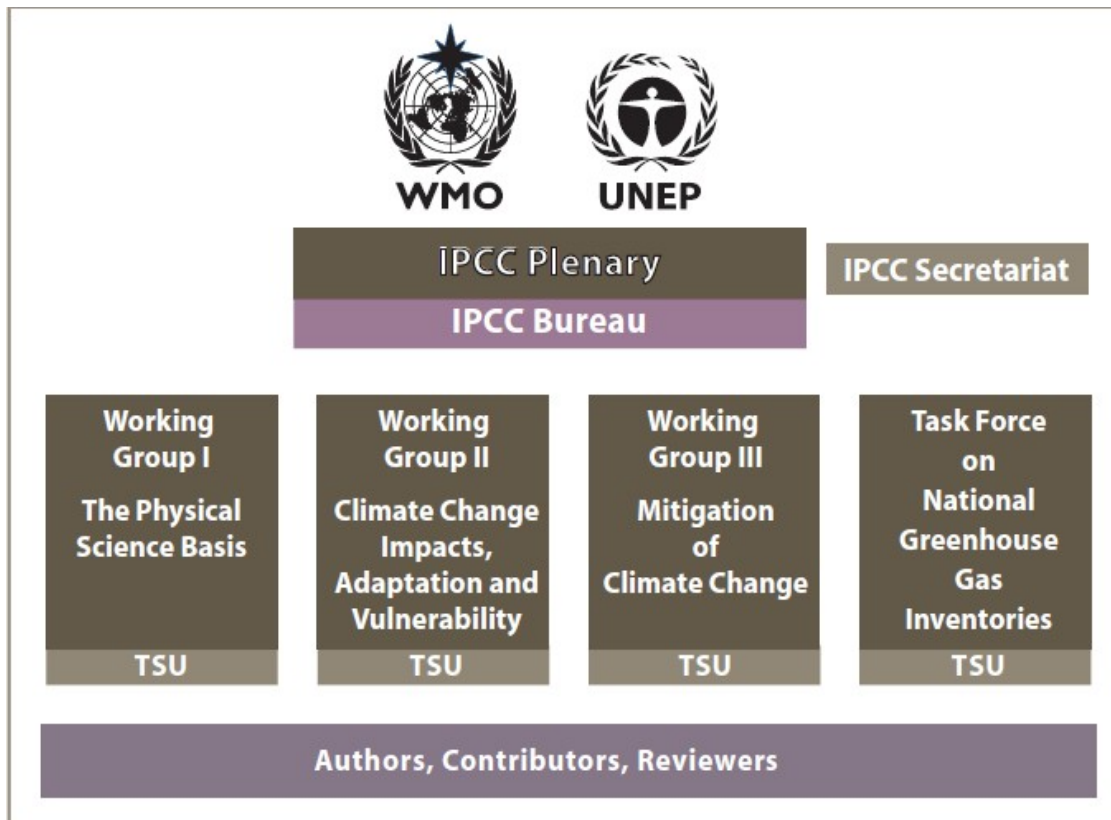 WMO
UNEP
IPCC Plenary
IPCC Secretariat
IPCC Bureau
Working
Group I
The Physical
Science Basis
TSU
Working
Group II
Climate Change
Impacts,
Adaptation and
Vulnerability
TSU
Working
Group III
Mitigation
of
Climate Change
TSU
Task Force
on
National
Greenhouse
Gas
Inventories
TSU
Authors, Contributors, Reviewers